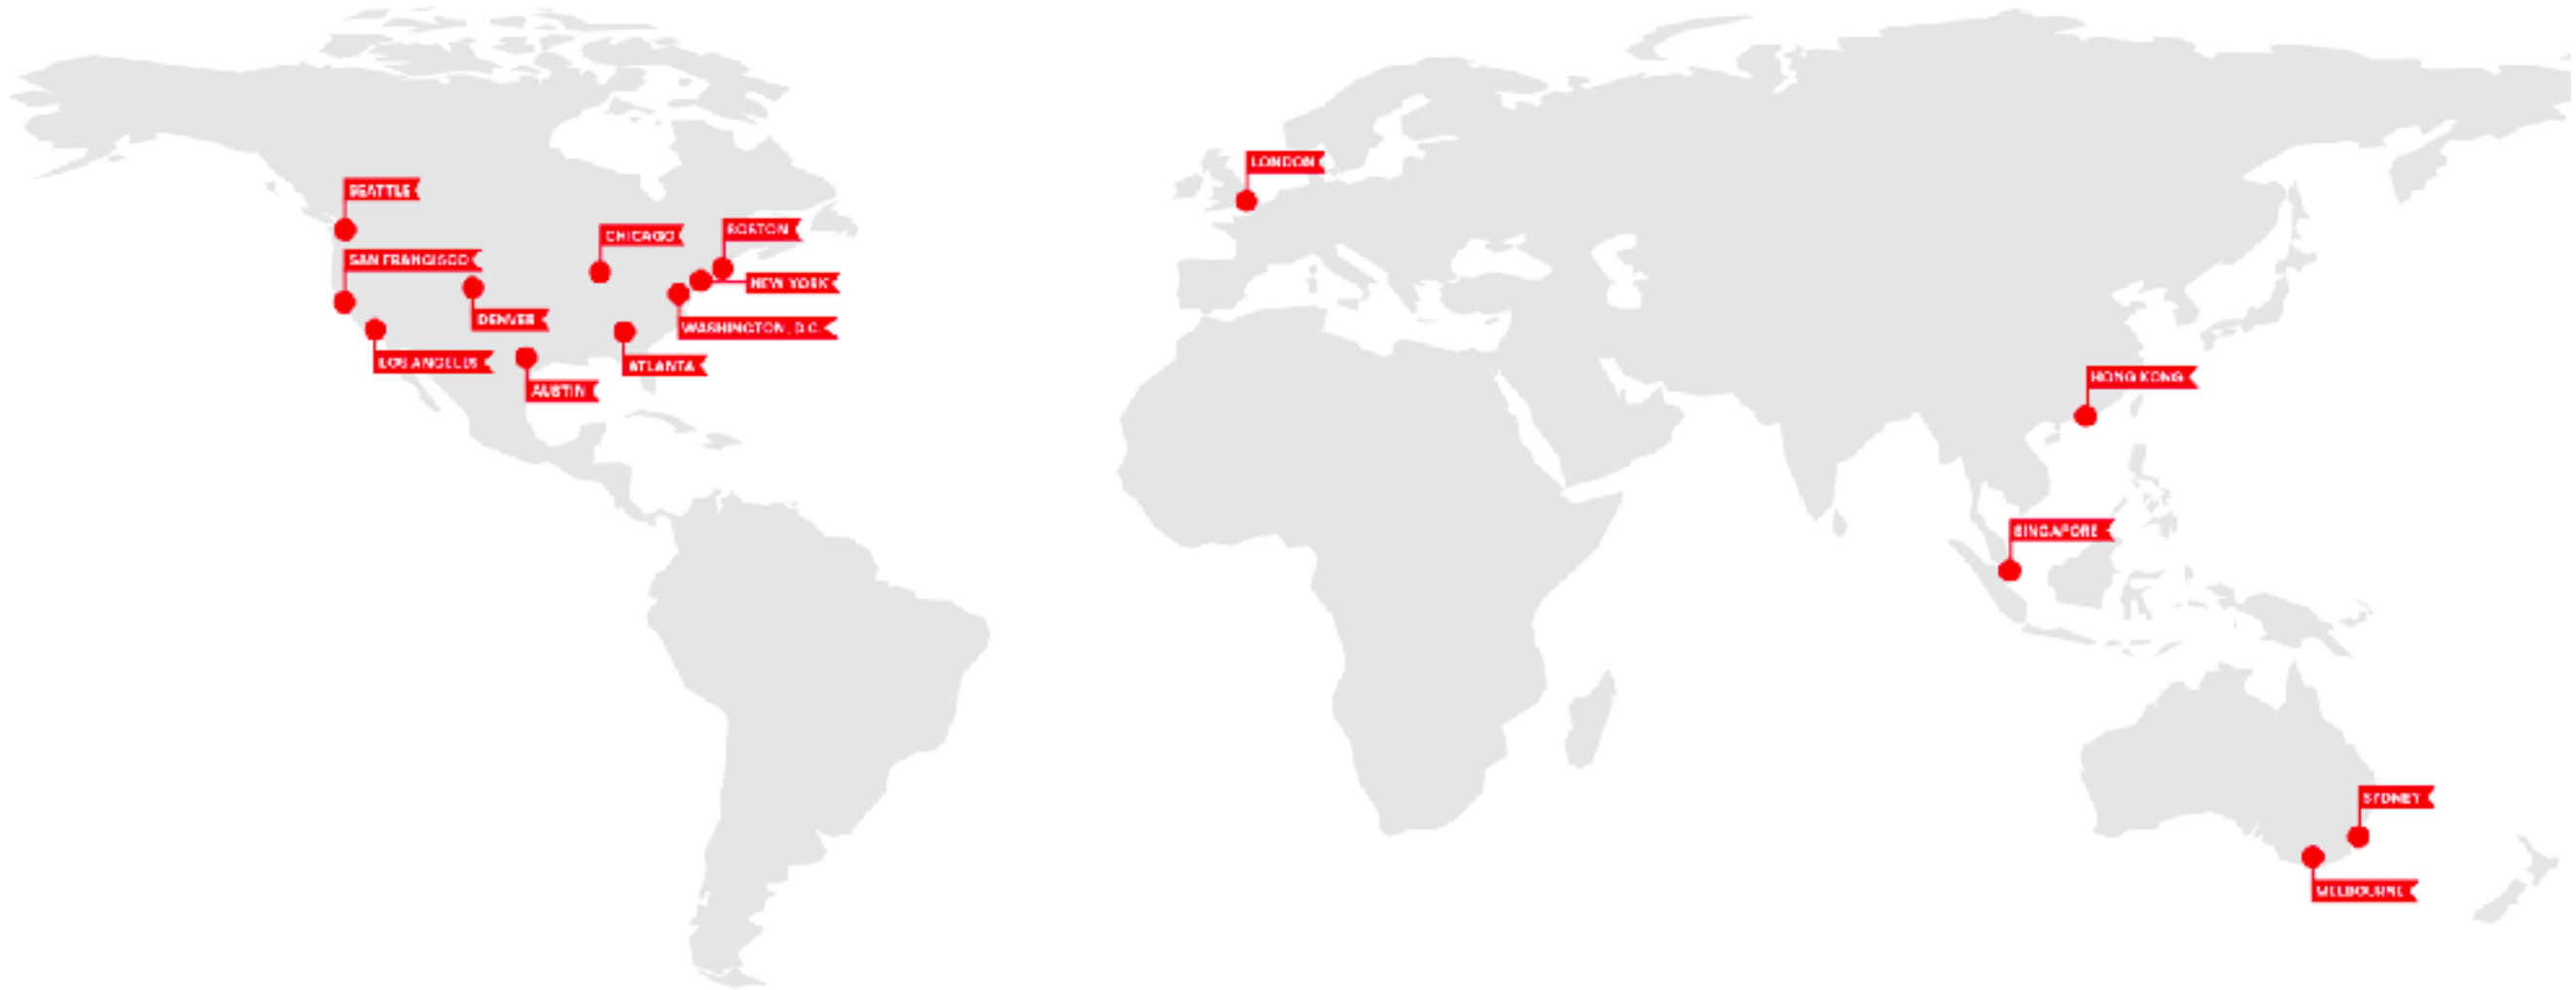 LONDON
SEATTLE
BOSTON
CHICAGO
SAN FRANCISCO
NEW YORK
DENVER
WASHINGTON, D.C.
LOS ANGELES
ATLANTA
HONG KONG
AUSTIN
SINGAPORE
SYDNEY
MELBOURNE